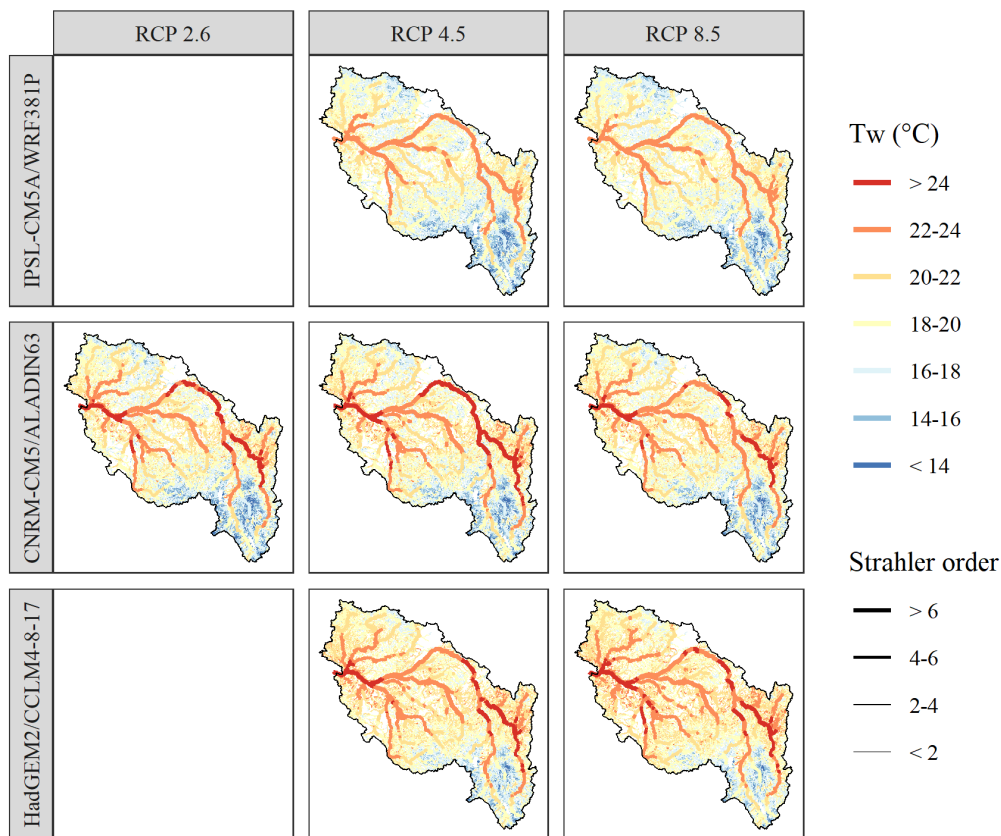 RCP 2.6
RCP 4.5
RCP 8.5
IPSL-CM5A/WRF381P
CNRM-CM5/ALADIN63
HadGEM2/CCLM4-8-17
Tw (°C)
> 24
22-24
20-22
18-20
16-18
14-16
< 14
Strahler order
> 6
4-6
2-4
< 2